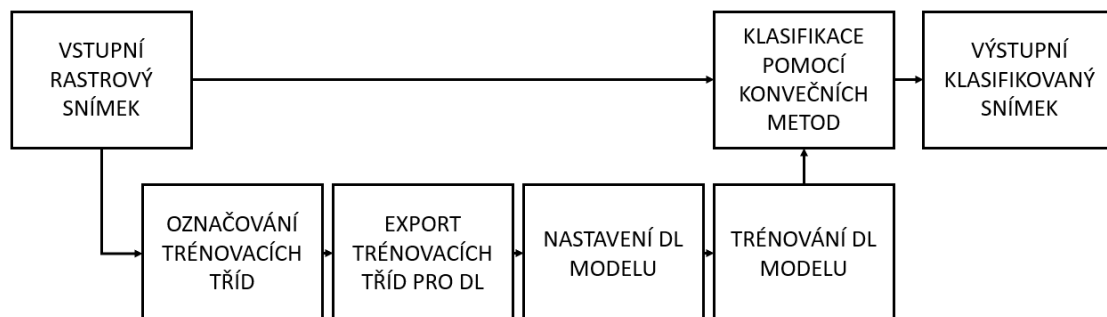 VSTUPNÍ
RASTROVÝ
SNÍMEK
KLASIFIKACE
POMOCÍ
KONVEČNÍCH
METOD
VÝSTUPNÍ
KLASIFIKOVANÝ
SNÍMEK
OZNAČOVÁNÍ
TRÉNOVACÍCH
TŘÍD
EXPORT
TRÉNOVACÍCH
TŘÍD PRO DL
NASTAVENÍ DL
MODELU
TRÉNOVÁNÍ DL
MODELU